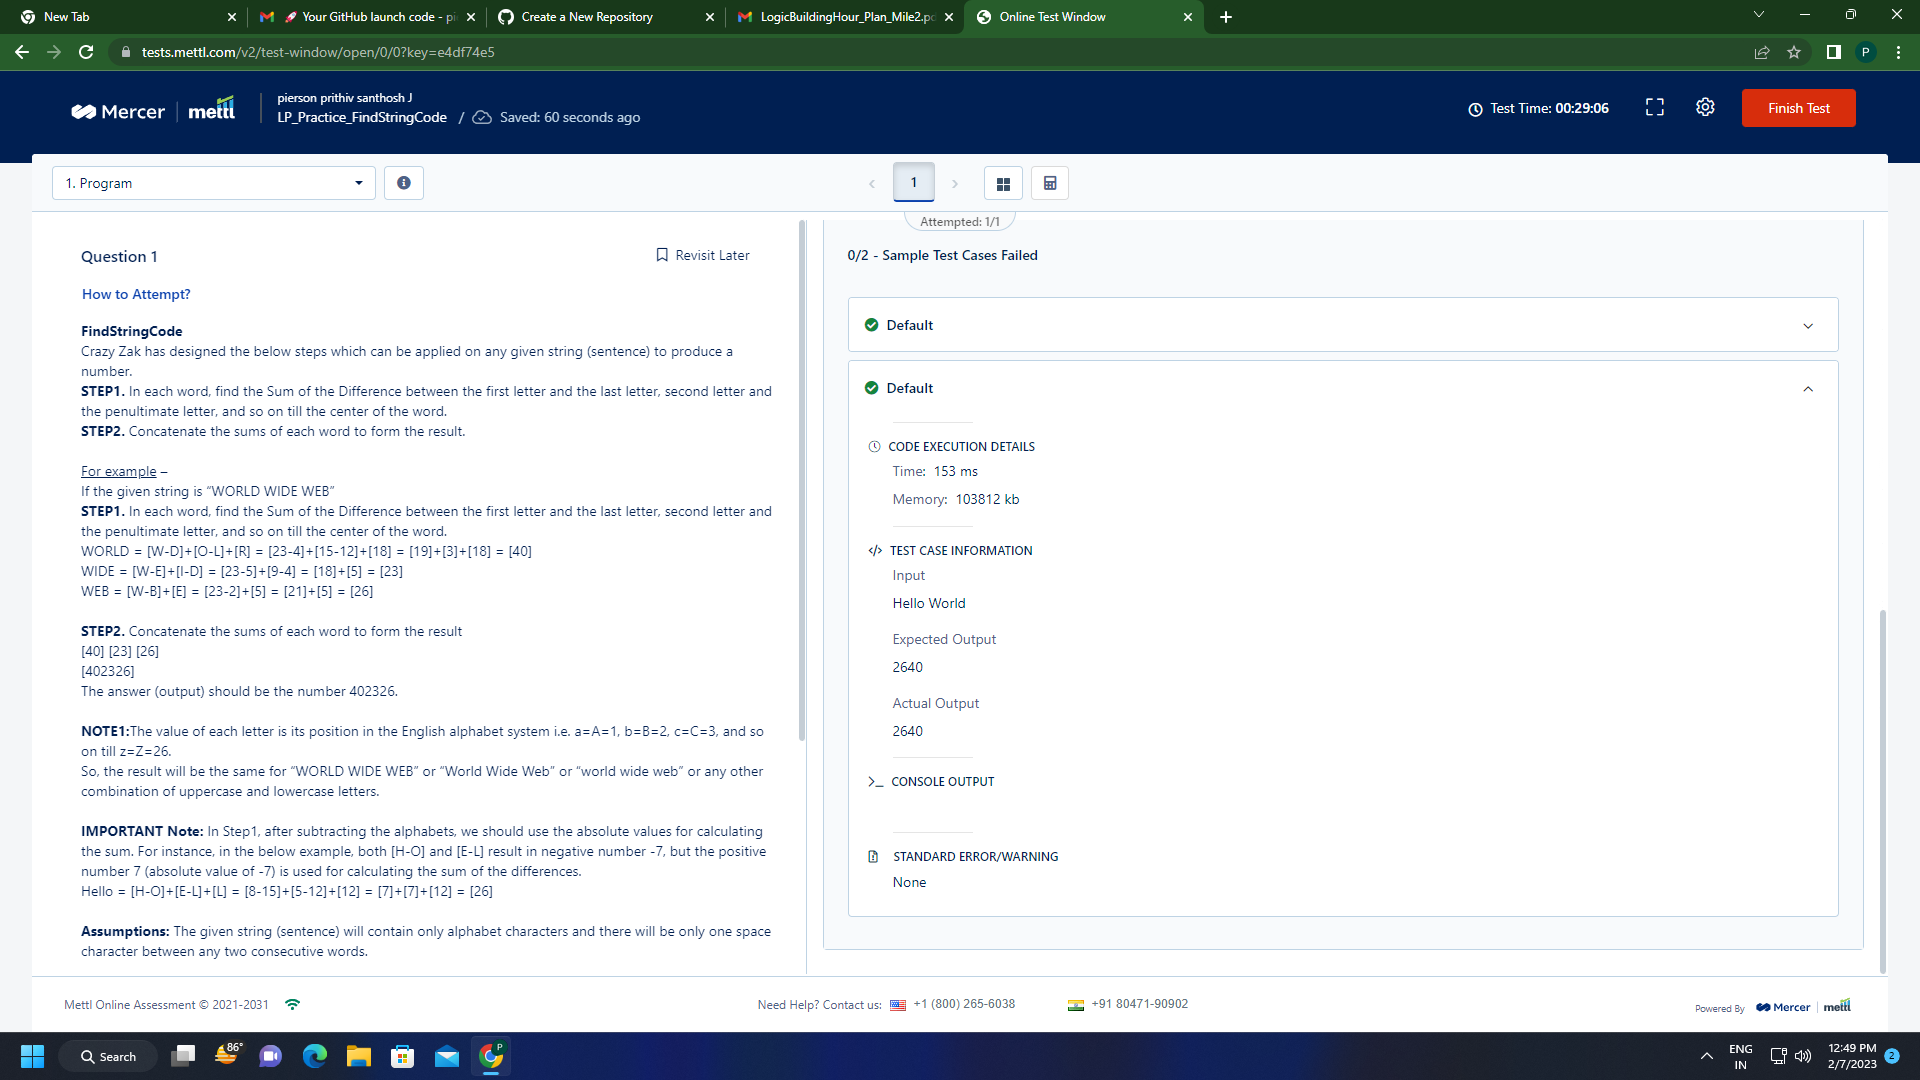 New Tab
Your GitHub launch code - pi
Create a New Repository
LogicBuildingHour_Plan_Mile2.p
Online Test Window
tests.mettl.com/v2/test-window/open/0/0?key=e4df74e5
P
Mercer | mettl
pierson prithiv santhosh J
LP_Practice_FindStringCode / Saved: 60 seconds ago
Test Time: 00:29:06
Finish Test
1. Program
1
Attempted: 1/1
Question 1
Revisit Later
How to Attempt?
FindStringCode
Crazy Zak has designed the below steps which can be applied on any given string (sentence) to produce a
number.
STEP1. In each word, find the Sum of the Difference between the first letter and the last letter, second letter and
the penultimate letter, and so on till the center of the word.
STEP2. Concatenate the sums of each word to form the result.
For example –
If the given string is “WORLD WIDE WEB”
STEP1. In each word, find the Sum of the Difference between the first letter and the last letter, second letter and
the penultimate letter, and so on till the center of the word.
WORLD = [W-D]+[O-L]+[R] = [23-4]+[15-12]+[18] = [19]+[3]+[18] = [40]
WIDE = [W-E]+[I-D] = [23-5]+[9-4] = [18]+[5] = [23]
WEB = [W-B]+[E] = [23-2]+[5] = [21]+[5] = [26]
STEP2. Concatenate the sums of each word to form the result
[40] [23] [26]
[402326]
The answer (output) should be the number 402326.
NOTE1:The value of each letter is its position in the English alphabet system i.e. a=A=1, b=B=2, c=C=3, and so
on till z=Z=26.
So, the result will be the same for “WORLD WIDE WEB” or “World Wide Web” or “world wide web” or any other
combination of uppercase and lowercase letters.
IMPORTANT Note: In Step1, after subtracting the alphabets, we should use the absolute values for calculating
the sum. For instance, in the below example, both [H-O] and [E-L] result in negative number -7, but the positive
number 7 (absolute value of -7) is used for calculating the sum of the differences.
Hello = [H-O]+[E-L]+[L] = [8-15]+[5-12]+[12] = [7]+[7]+[12] = [26]
Assumptions: The given string (sentence) will contain only alphabet characters and there will be only one space
character between any two consecutive words.
0/2 - Sample Test Cases Failed
Default
Default
CODE EXECUTION DETAILS
Time: 153 ms
Memory: 103812 kb
</> TEST CASE INFORMATION
Input
Hello World
Expected Output
2640
Actual Output
2640
>_ CONSOLE OUTPUT
STANDARD ERROR/WARNING
None
Mettl Online Assessment © 2021-2031
Need Help? Contact us: +1 (800) 265-6038
+91 80471-90902
Powered By Mercer | mettl
Search
86°
P
ENG
IN
12:49 PM
2/7/2023
2